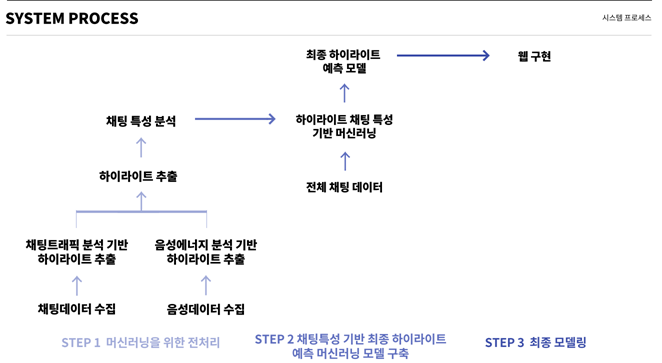 SYSTEM PROCESS
시스템 프로세스
최종 하이라이트
예측 모델
웹 구현
채팅 특성 분석
하이라이트 채팅 특성
기반 머신러닝
하이라이트 추출
전체 채팅 데이터
채팅트래픽 분석 기반
하이라이트 추출
음성에너지 분석 기반
하이라이트 추출
채팅데이터 수집
음성데이터 수집
STEP 1 머신러닝을 위한 전처리
STEP 2 채팅특성 기반 최종 하이라이트
예측 머신러닝 모델 구축
STEP 3 최종 모델링